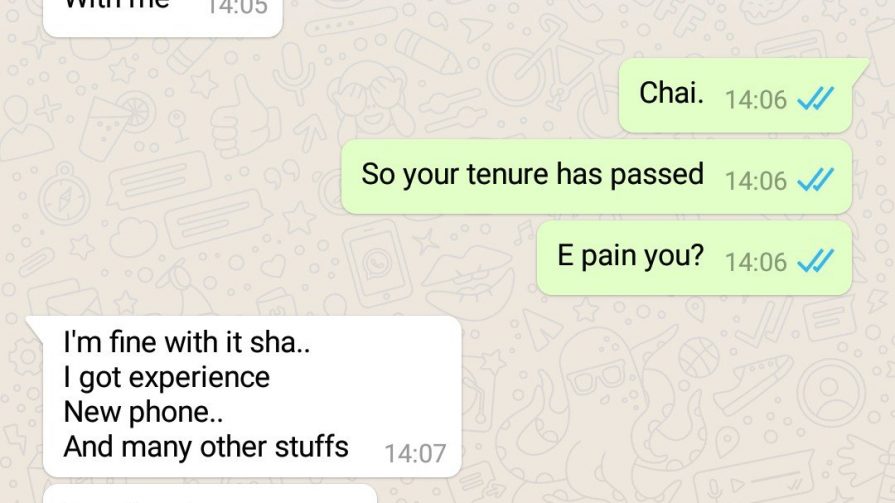 With me 14:05
Chai. 14:06
So your tenure has passed 14:06
E pain you? 14:06
I'm fine with it sha..
I got experience
New phone..
And many other stuffs 14:07